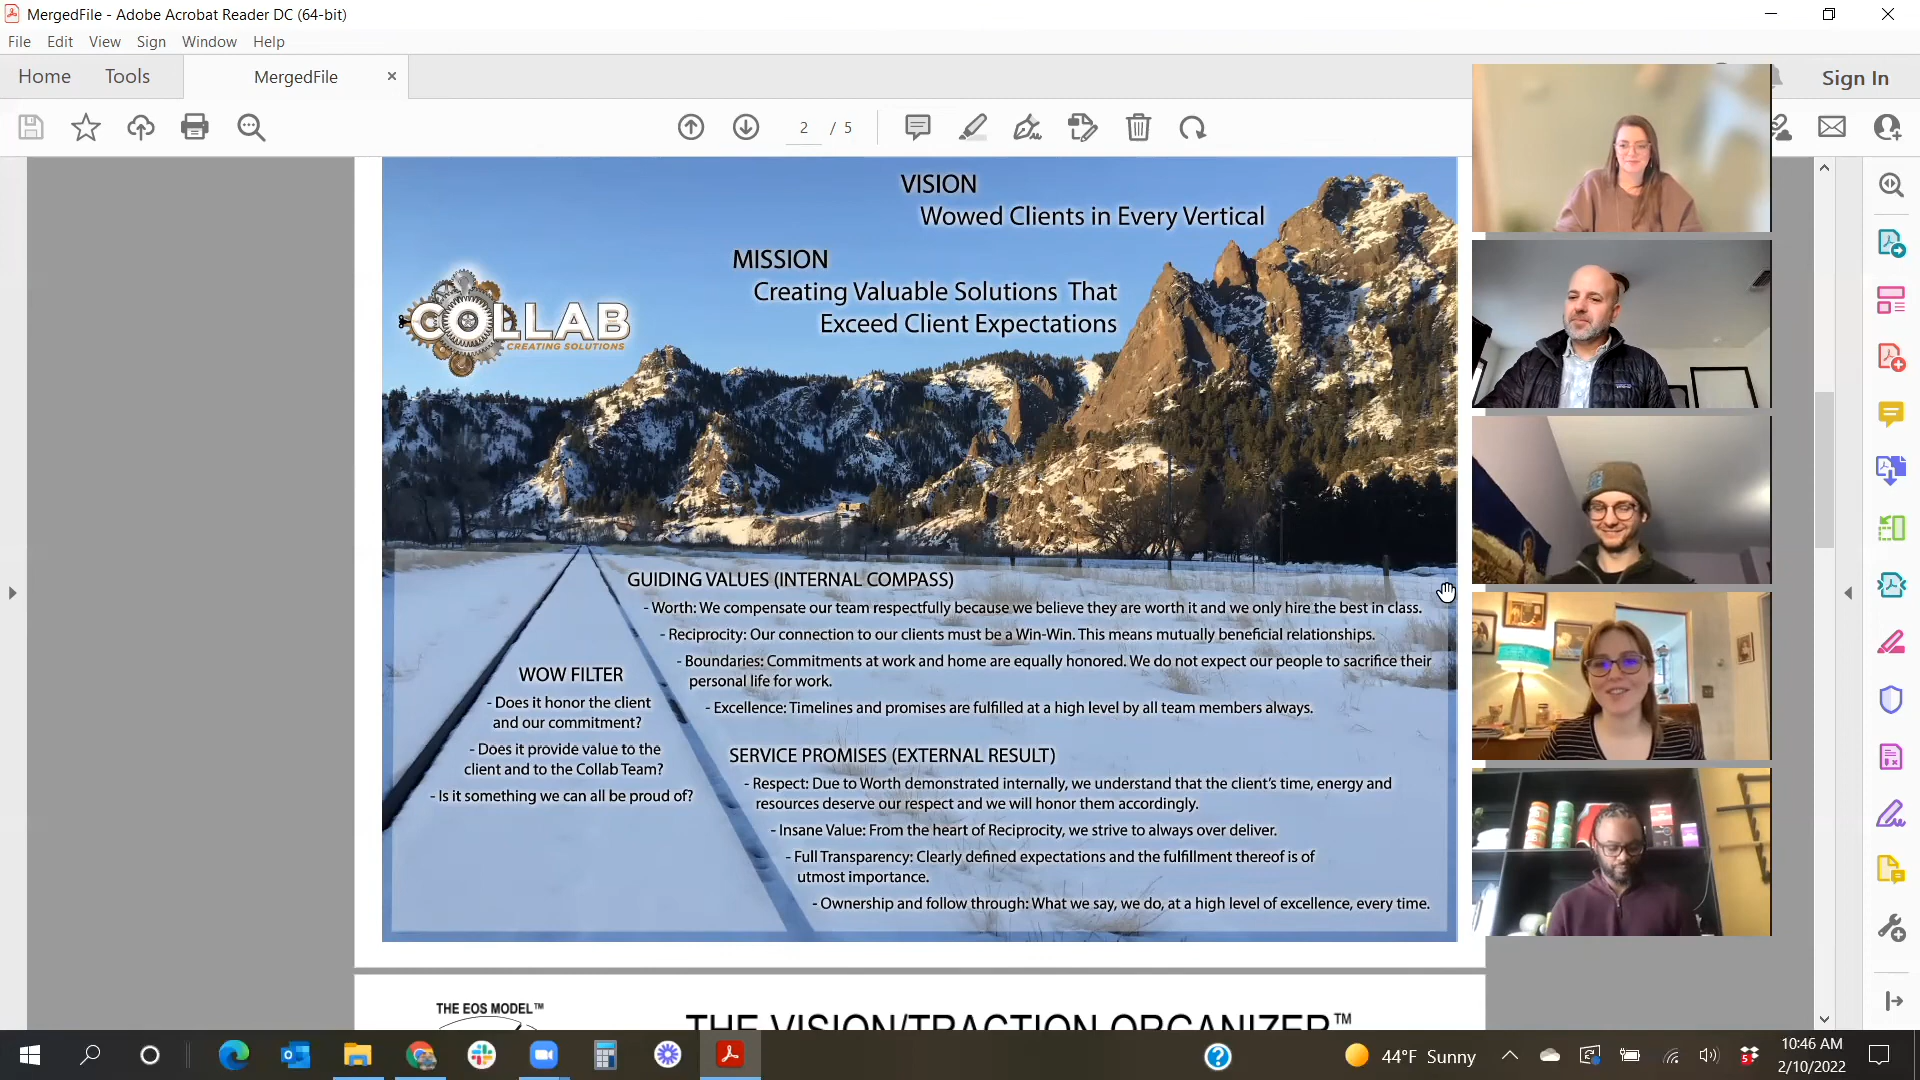 MergedFile - Adobe Acrobat Reader DC (64-bit)
File Edit View Sign Window Help
Home Tools MergedFile Sign In
2 / 5
VISION
Wowed Clients in Every Vertical
MISSION
Creating Valuable Solutions That
Exceed Client Expectations
COLLAB
CREATING SOLUTIONS
GUIDING VALUES (INTERNAL COMPASS)
- Worth: We compensate our team respectfully because we believe they are worth it and we only hire the best in class.
- Reciprocity: Our connection to our clients must be a Win-Win. This means mutually beneficial relationships.
- Boundaries: Commitments at work and home are equally honored. We do not expect our people to sacrifice their
personal life for work.
- Excellence: Timelines and promises are fulfilled at a high level by all team members always.
WOW FILTER
- Does it honor the client
and our commitment?
- Does it provide value to the
client and to the Collab Team?
- Is it something we can all be proud of?
SERVICE PROMISES (EXTERNAL RESULT)
- Respect: Due to Worth demonstrated internally, we understand that the client's time, energy and
resources deserve our respect and we will honor them accordingly.
- Insane Value: From the heart of Reciprocity, we strive to always over deliver.
- Full Transparency: Clearly defined expectations and the fulfillment thereof is of
utmost importance.
- Ownership and follow through: What we say, we do, at a high level of excellence, every time.
THE EOS MODEL™
THE VISION/TRACTION ORGANIZER™
44°F Sunny
10:46 AM
2/10/2022